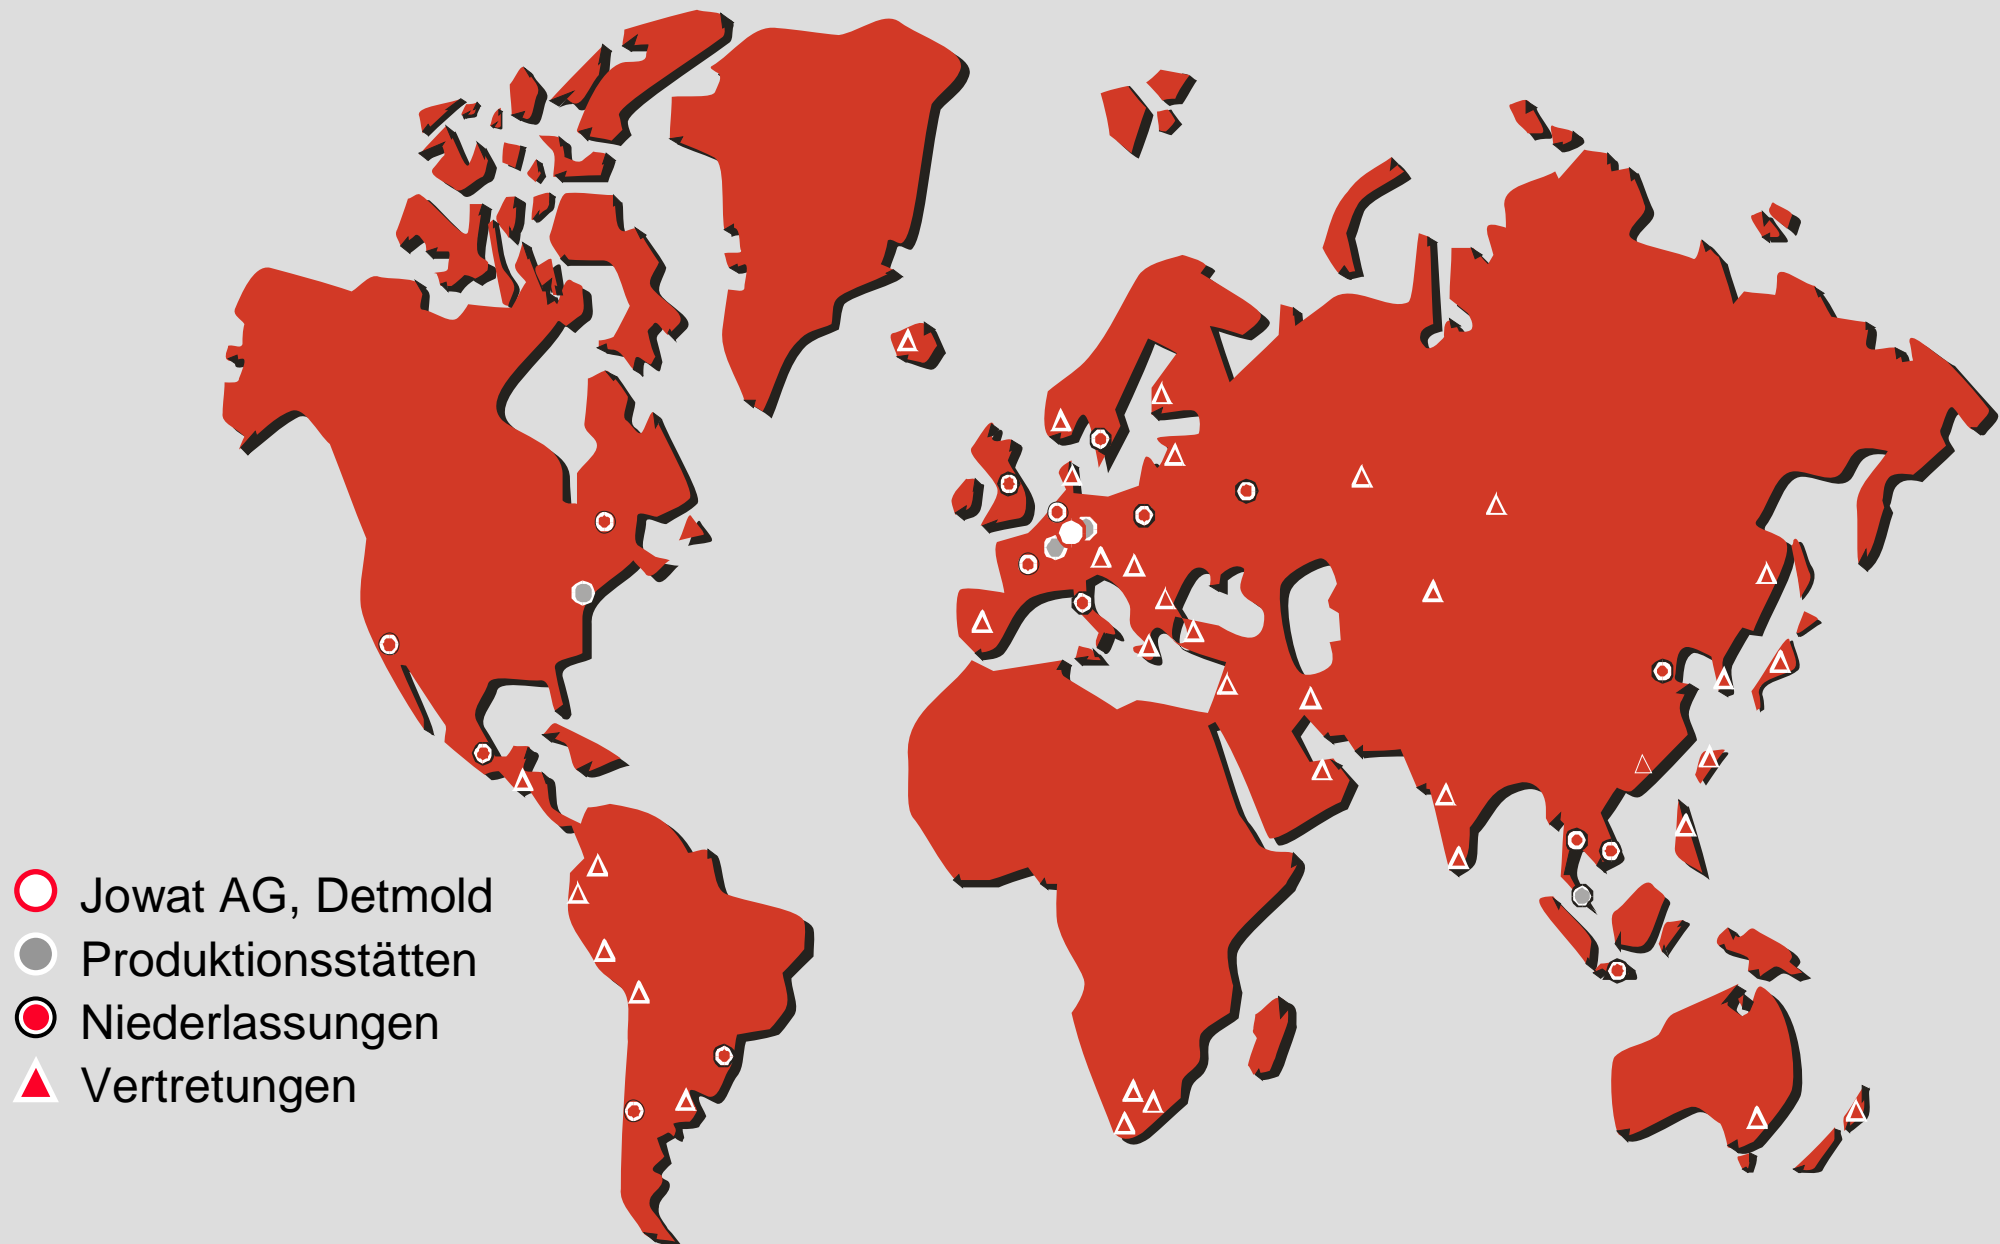 Jowat AG, Detmold
Produktionsstätten
Niederlassungen
Vertretungen